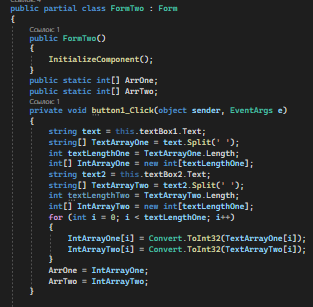 public partial class FormTwo : Form
{
Ссылок: 1
public FormTwo()
{
InitializeComponent();
}
public static int[] ArrOne;
public static int[] ArrTwo;
Ссылок: 1
private void button1_Click(object sender, EventArgs e)
{
string text = this.textBox1.Text;
string[] TextArrayOne = text.Split(' ');
int textLengthOne = TextArrayOne.Length;
int[] IntArrayOne = new int[textLengthOne];
string text2 = this.textBox2.Text;
string[] TextArrayTwo = text2.Split(' ');
int textLengthTwo = TextArrayTwo.Length;
int[] IntArrayTwo = new int[textLengthOne];
for (int i = 0; i < textLengthOne; i++)
{
IntArrayOne[i] = Convert.ToInt32(TextArrayOne[i]);
IntArrayTwo[i] = Convert.ToInt32(TextArrayTwo[i]);
}
ArrOne = IntArrayOne;
ArrTwo = IntArrayTwo;
}